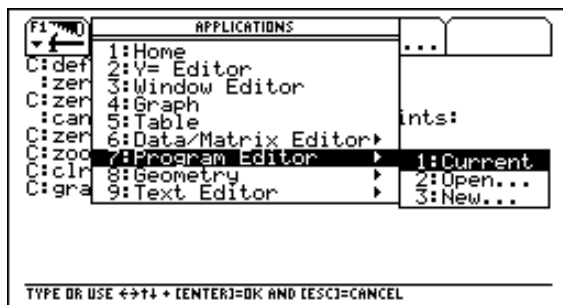 F1
APPLICATIONS
...
1:Home
2:Y= Editor
3:Window Editor
4:Graph
5:Table
6:Data/Matrix Editor▶
7:Program Editor ▶
8:Geometry ▶
9:Text Editor ▶
1:Current
2:Open...
3:New...
C:def
:zer
C:zer
:can
ints:
C:zer
C:zoo
C:clr
C:gra
TYPE OR USE ←→↑↓ + [ENTER]=OK AND [ESC]=CANCEL